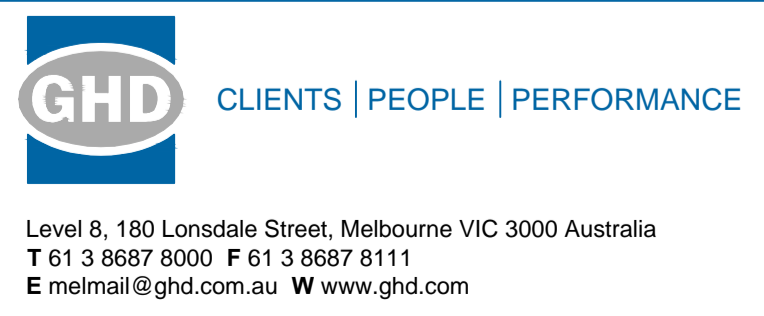 GHD
CLIENTS | PEOPLE | PERFORMANCE
Level 8, 180 Lonsdale Street, Melbourne VIC 3000 Australia
T 61 3 8687 8000 F 61 3 8687 8111
E melmail@ghd.com.au W www.ghd.com